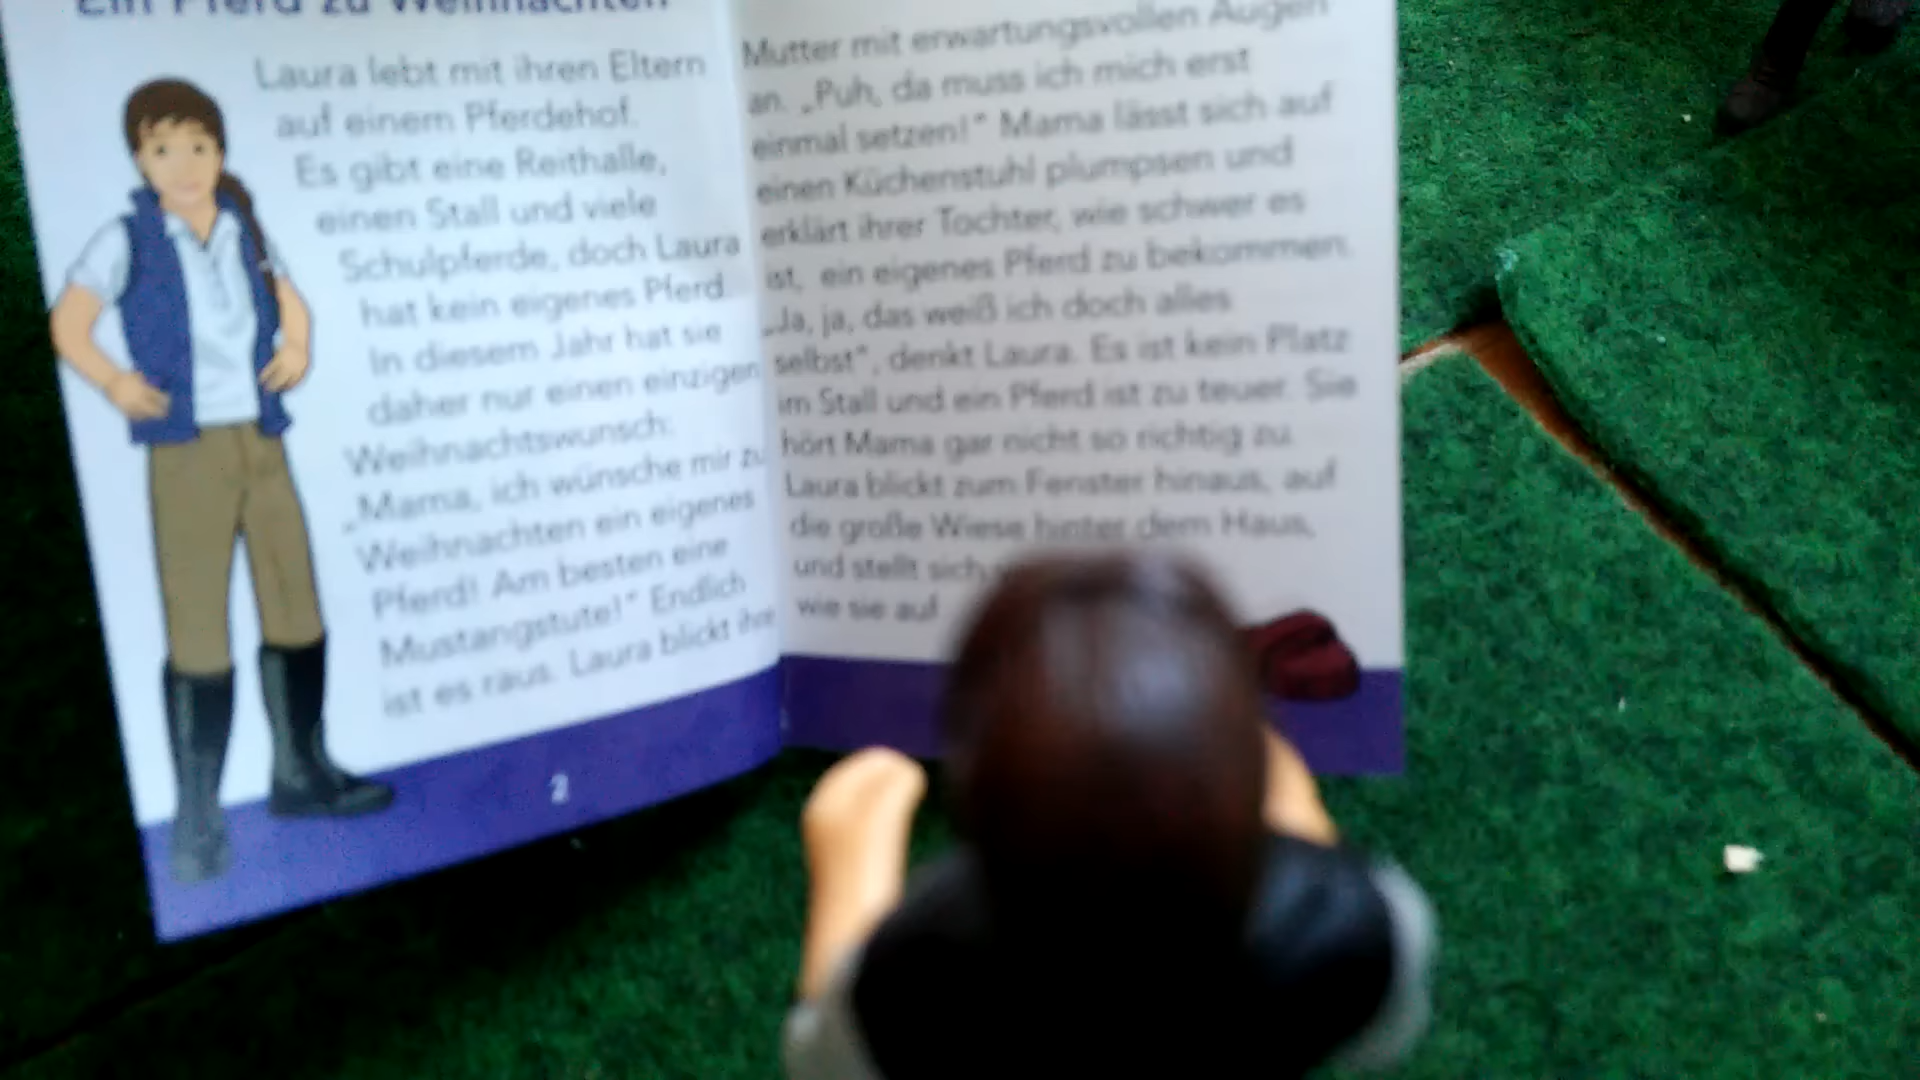 Ein Pferd zu Weihnachten
Laura lebt mit ihren Eltern
auf einem Pferdehof.
Es gibt eine Reithalle,
einen Stall und viele
Schulpferde, doch Laura
hat kein eigenes Pferd.
In diesem Jahr hat sie
daher nur einen einzigen
Weihnachtswunsch:
„Mama, ich wünsche mir zu
Weihnachten ein eigenes
Pferd! Am besten eine
Mustangstute!“ Endlich
ist es raus. Laura blickt ihre
2
Mutter mit erwartungsvollen Augen
an. „Puh, da muss ich mich erst
einmal setzen!“ Mama lässt sich auf
einen Küchenstuhl plumpsen und
erklärt ihrer Tochter, wie schwer es
ist, ein eigenes Pferd zu bekommen.
„Ja, ja, das weiß ich doch alles
selbst“, denkt Laura. Es ist kein Platz
im Stall und ein Pferd ist zu teuer. Sie
hört Mama gar nicht so richtig zu.
Laura blickt zum Fenster hinaus, auf
die große Wiese hinter dem Haus,
und stellt sich
wie sie auf